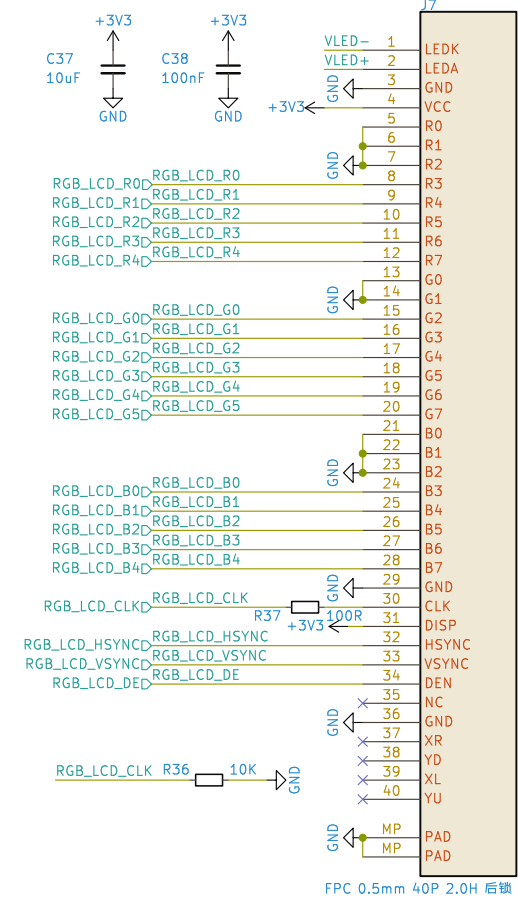 J7
+3V3 +3V3
C37 10uF C38 100nF
GND GND
VLED- 1 LEDK
VLED+ 2 LEDA
GND 3 GND
+3V3 4 VCC
5 R0
6 R1
GND 7 R2
RGB_LCD_R0 RGB_LCD_R0 8 R3
RGB_LCD_R1 RGB_LCD_R1 9 R4
RGB_LCD_R2 RGB_LCD_R2 10 R5
RGB_LCD_R3 RGB_LCD_R3 11 R6
RGB_LCD_R4 RGB_LCD_R4 12 R7
13 G0
GND 14 G1
RGB_LCD_G0 RGB_LCD_G0 15 G2
RGB_LCD_G1 RGB_LCD_G1 16 G3
RGB_LCD_G2 RGB_LCD_G2 17 G4
RGB_LCD_G3 RGB_LCD_G3 18 G5
RGB_LCD_G4 RGB_LCD_G4 19 G6
RGB_LCD_G5 RGB_LCD_G5 20 G7
21 B0
22 B1
GND 23 B2
RGB_LCD_B0 RGB_LCD_B0 24 B3
RGB_LCD_B1 RGB_LCD_B1 25 B4
RGB_LCD_B2 RGB_LCD_B2 26 B5
RGB_LCD_B3 RGB_LCD_B3 27 B6
RGB_LCD_B4 RGB_LCD_B4 28 B7
GND 29 GND
RGB_LCD_CLK RGB_LCD_CLK R37 100R 30 CLK
+3V3 31 DISP
RGB_LCD_HSYNC RGB_LCD_HSYNC 32 HSYNC
RGB_LCD_VSYNC RGB_LCD_VSYNC 33 VSYNC
RGB_LCD_DE RGB_LCD_DE 34 DEN
35 NC
GND 36 GND
37 XR
38 YD
RGB_LCD_CLK R36 10K GND 39 XL
40 YU
GND MP PAD
MP PAD
FPC 0.5mm 40P 2.0H 后锁